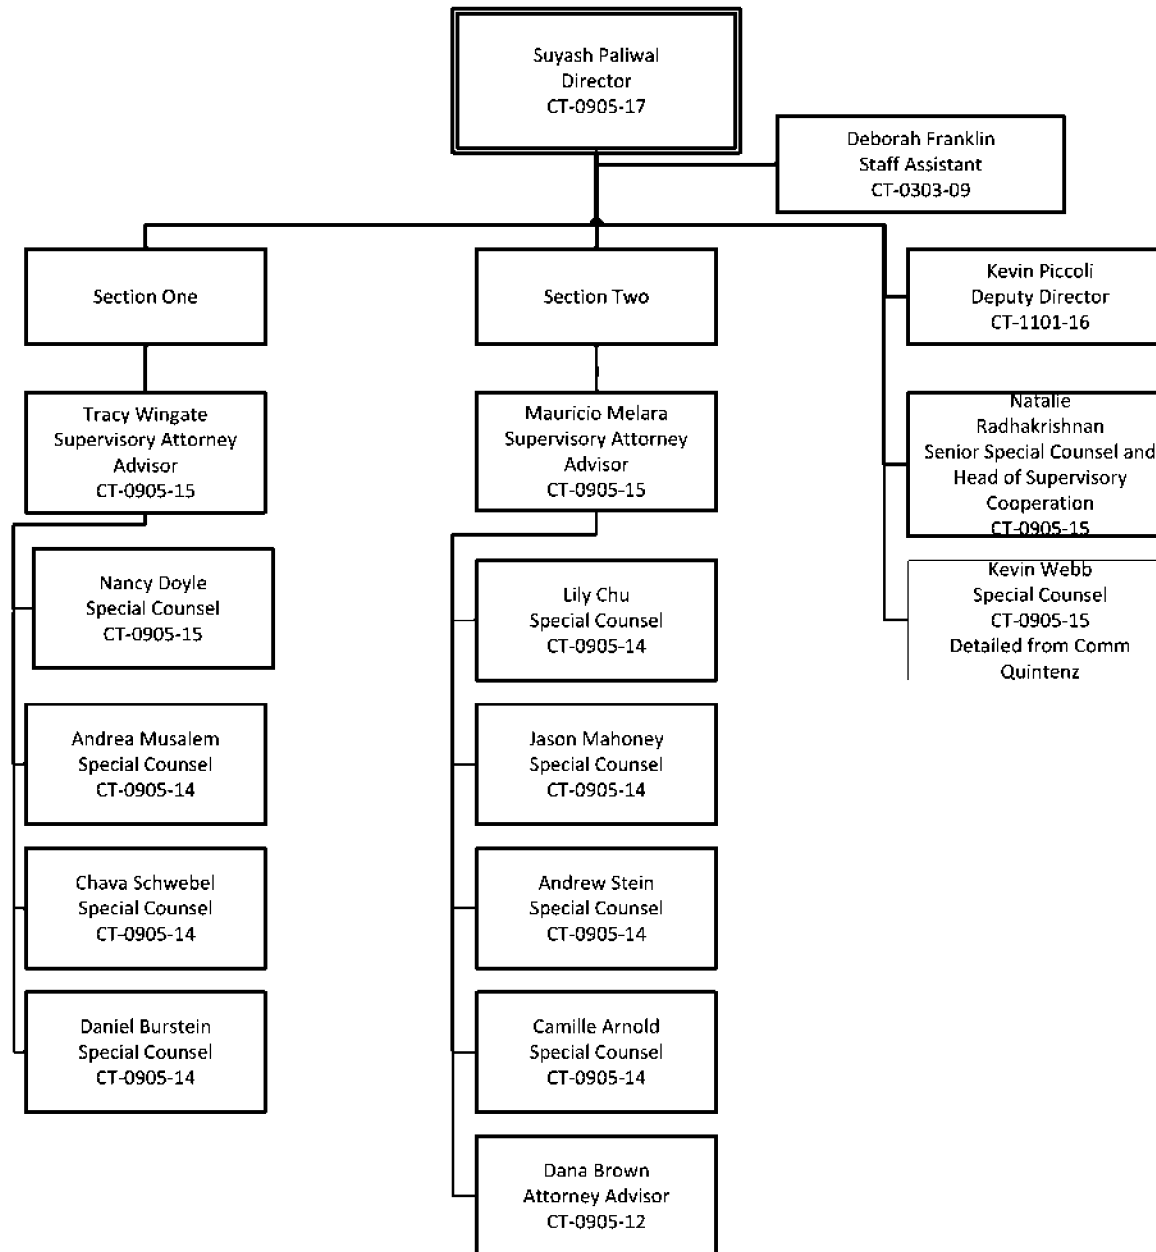 Suyash Paliwal
Director
CT-0905-17
Deborah Franklin
Staff Assistant
CT-0303-09
Section One
Section Two
Kevin Piccoli
Deputy Director
CT-1101-16
Tracy Wingate
Supervisory Attorney
Advisor
CT-0905-15
Mauricio Melara
Supervisory Attorney
Advisor
CT-0905-15
Natalie
Radhakrishnan
Senior Special Counsel and
Head of Supervisory
Cooperation
CT-0905-15
Nancy Doyle
Special Counsel
CT-0905-15
Lily Chu
Special Counsel
CT-0905-14
Kevin Webb
Special Counsel
CT-0905-15
Detailed from Comm
Quintenz
Andrea Musalem
Special Counsel
CT-0905-14
Jason Mahoney
Special Counsel
CT-0905-14
Chava Schwebel
Special Counsel
CT-0905-14
Andrew Stein
Special Counsel
CT-0905-14
Daniel Burstein
Special Counsel
CT-0905-14
Camille Arnold
Special Counsel
CT-0905-14
Dana Brown
Attorney Advisor
CT-0905-12